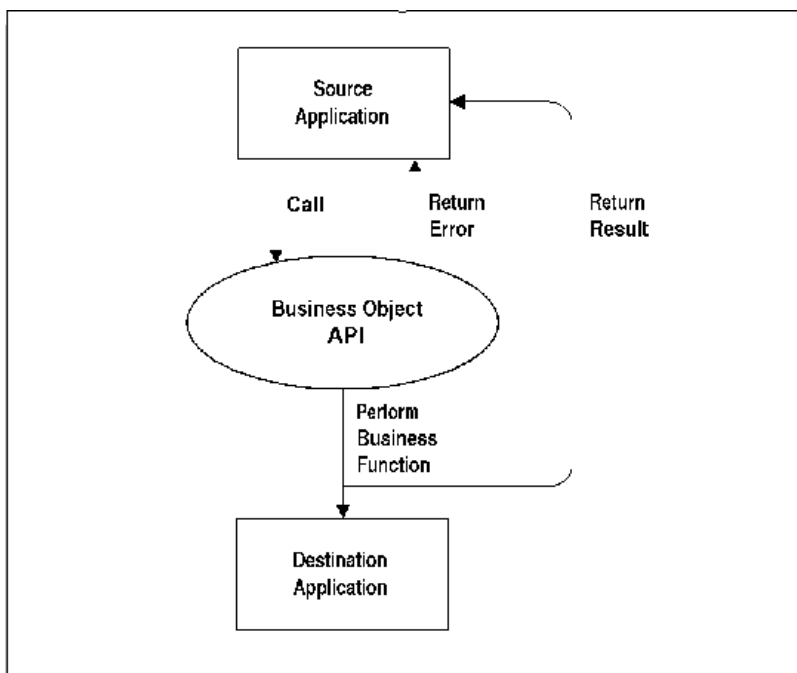 Source
Application
Call
Return
Error
Return
Result
Business Object
API
Perform
Business
Function
Destination
Application